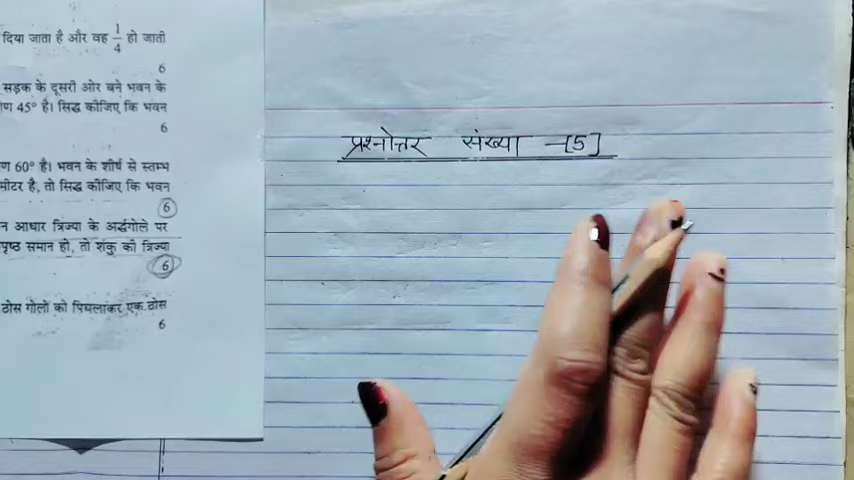 दिया जाता है और वह 1/4 हो जाती
6
सड़क के दूसरी ओर बने भवन के
ण 45° है। सिद्ध कीजिए कि भवन
6
ण 60° है। भवन के शीर्ष से स्तम्भ
मीटर है, तो सिद्ध कीजिए कि भवन
6
न आधार त्रिज्या के अर्द्धगोले पर
पृष्ठ समान हो, तो शंकु की त्रिज्या
6
ठोस गोलों को पिघलाकर एक ठोस
6
प्रश्नोत्तर संख्या -[5]